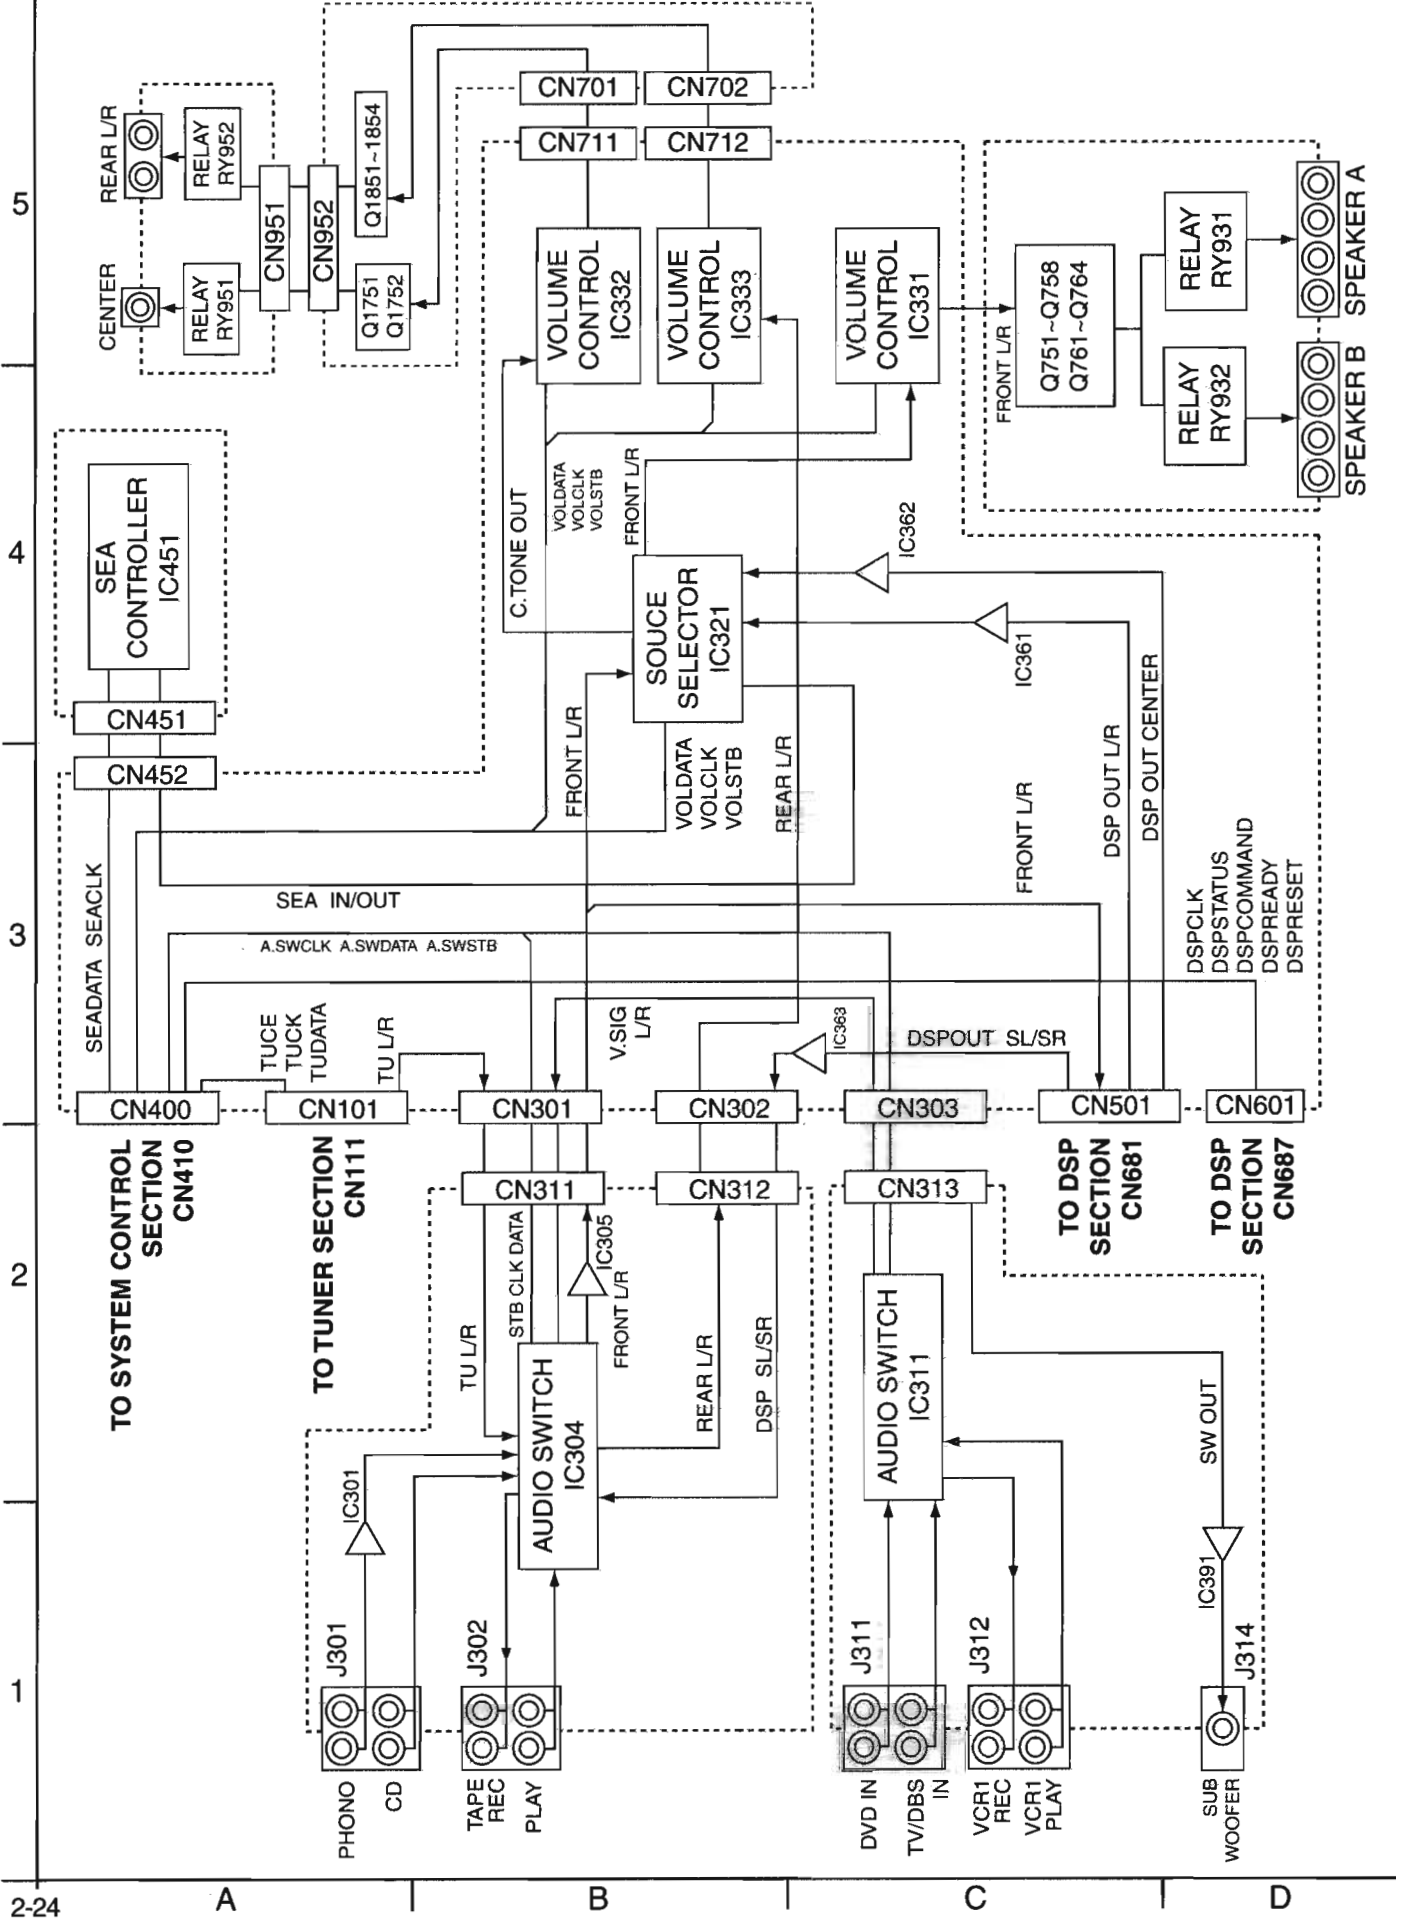 5
4
3
2
1
2-24
A
B
C
D
REAR L/R
RELAY
RY952
CENTER
RELAY
RY951
CN951
CN952
Q1851~1854
Q1751
Q1752
CN701
CN702
CN711
CN712
VOLUME
CONTROL
IC332
VOLUME
CONTROL
IC333
VOLUME
CONTROL
IC331
FRONT L/R
Q751~Q758
Q761~Q764
RELAY
RY931
RELAY
RY932
SPEAKER A
SPEAKER B
SEA
CONTROLLER
IC451
CN451
CN452
C.TONE OUT
VOLDATA
VOLCLK
VOLSTB
FRONT L/R
SOUCE
SELECTOR
IC321
IC362
IC361
FRONT L/R
VOLDATA
VOLCLK
VOLSTB
REAR L/R
FRONT L/R
DSP OUT L/R
DSP OUT CENTER
SEADATA SEACLK
SEA IN/OUT
A.SWCLK A.SWDATA A.SWSTB
DSPCLK
DSPSTATUS
DSPCOMMAND
DSPREADY
DSPRESET
TUCE
TUCK
TUDATA
TU L/R
V.SIG
L/R
IC363
DSPOUT SL/SR
CN400
CN101
CN301
CN302
CN303
CN501
CN601
TO SYSTEM CONTROL
SECTION
CN410
TO TUNER SECTION
CN111
CN311
CN312
CN313
TO DSP
SECTION
CN681
TO DSP
SECTION
CN687
TU L/R
STB CLK DATA
IC305
FRONT L/R
REAR L/R
DSP SL/SR
AUDIO SWITCH
IC304
AUDIO SWITCH
IC311
SW OUT
IC301
IC391
J301
J302
J311
J312
J314
PHONO
CD
TAPE
REC
PLAY
DVD IN
TV/DBS
IN
VCR1
REC
VCR1
PLAY
SUB
WOOFER